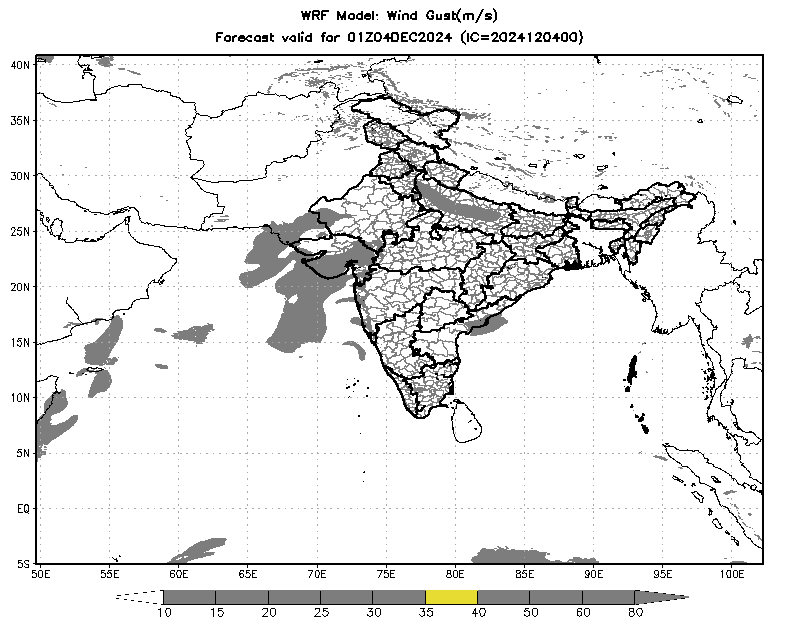 WRF Model: Wind Gust(m/s)
Forecast valid for 01Z04DEC2024 (IC=2024120400)
40N
35N
30N
25N
20N
15N
10N
5N
EQ
5S
50E 55E 60E 65E 70E 75E 80E 85E 90E 95E 100E
10 15 20 25 30 35 40 50 60 80